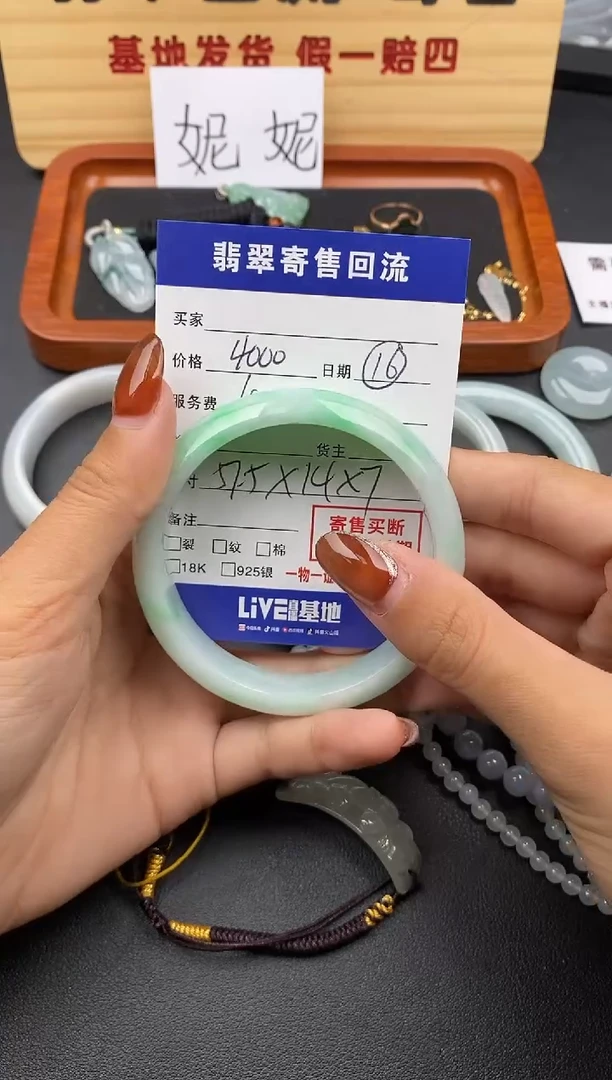 基地发货 假一赔四
妮 妮
翡翠寄售回流
买家
价格 4000 日期 16
服务费
货主
57.5X14X7
备注
寄售买断
裂 纹 棉
18K 925银 一物一证
LiVE 基地